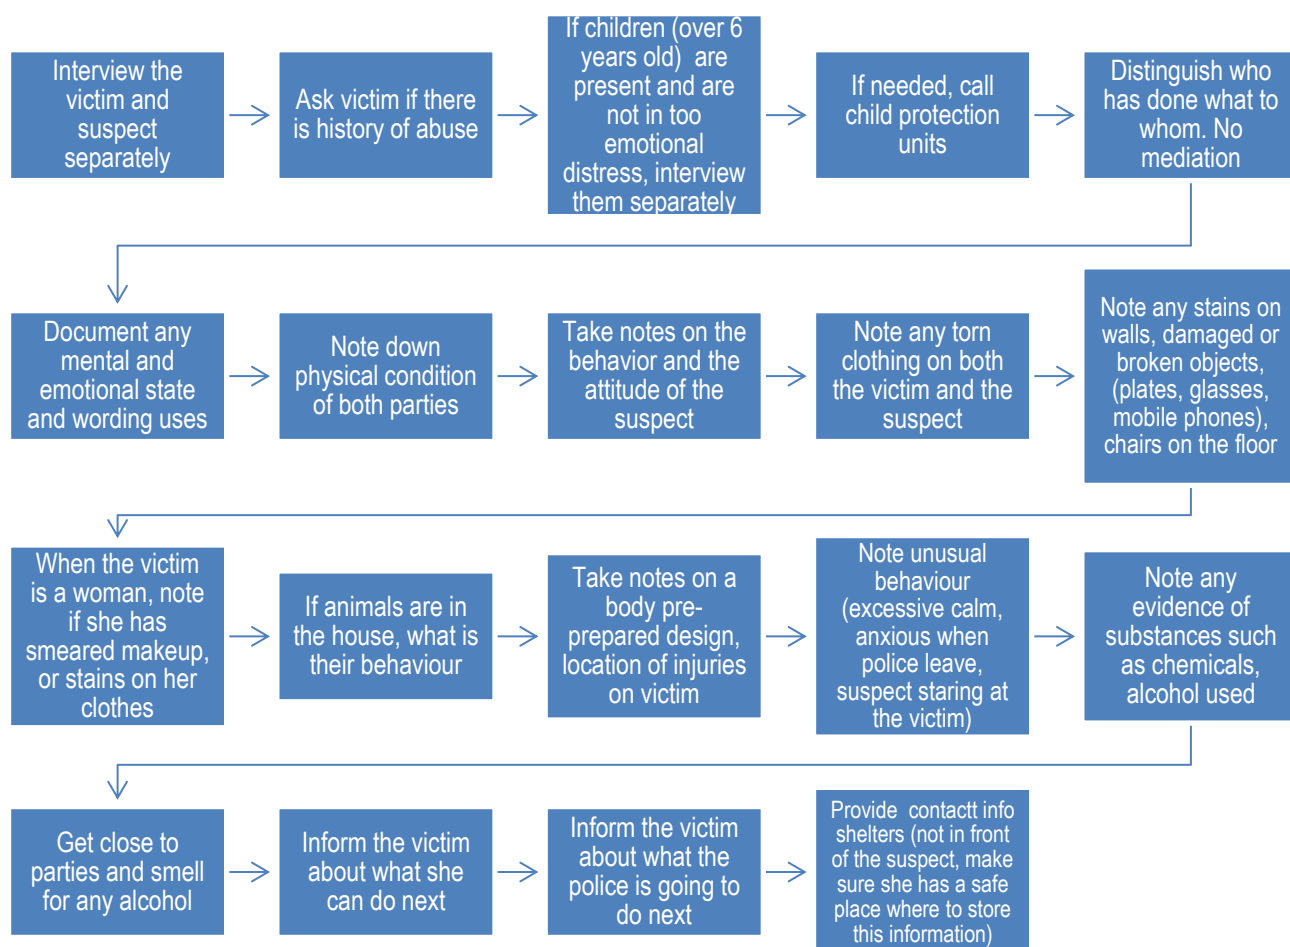 Interview the
victim and
suspect
separately
Ask victim if there
is history of abuse
If children (over 6
years old) are
present and are
not in too
emotional
distress, interview
them separately
If needed, call
child protection
units
Distinguish who
has done what to
whom. No
mediation
Document any
mental and
emotional state
and wording uses
Note down
physical condition
of both parties
Take notes on the
behavior and the
attitude of the
suspect
Note any torn
clothing on both
the victim and the
suspect
Note any stains on
walls, damaged or
broken objects,
(plates, glasses,
mobile phones),
chairs on the floor
When the victim
is a woman, note
if she has
smeared makeup,
or stains on her
clothes
If animals are in
the house, what is
their behaviour
Take notes on a
body pre-
prepared design,
location of injuries
on victim
Note unusual
behaviour
(excessive calm,
anxious when
police leave,
suspect staring at
the victim)
Note any
evidence of
substances such
as chemicals,
alcohol used
Get close to
parties and smell
for any alcohol
Inform the victim
about what she
can do next
Inform the victim
about what the
police is going to
do next
Provide contactt info
shelters (not in front
of the suspect, make
sure she has a safe
place where to store
this information)